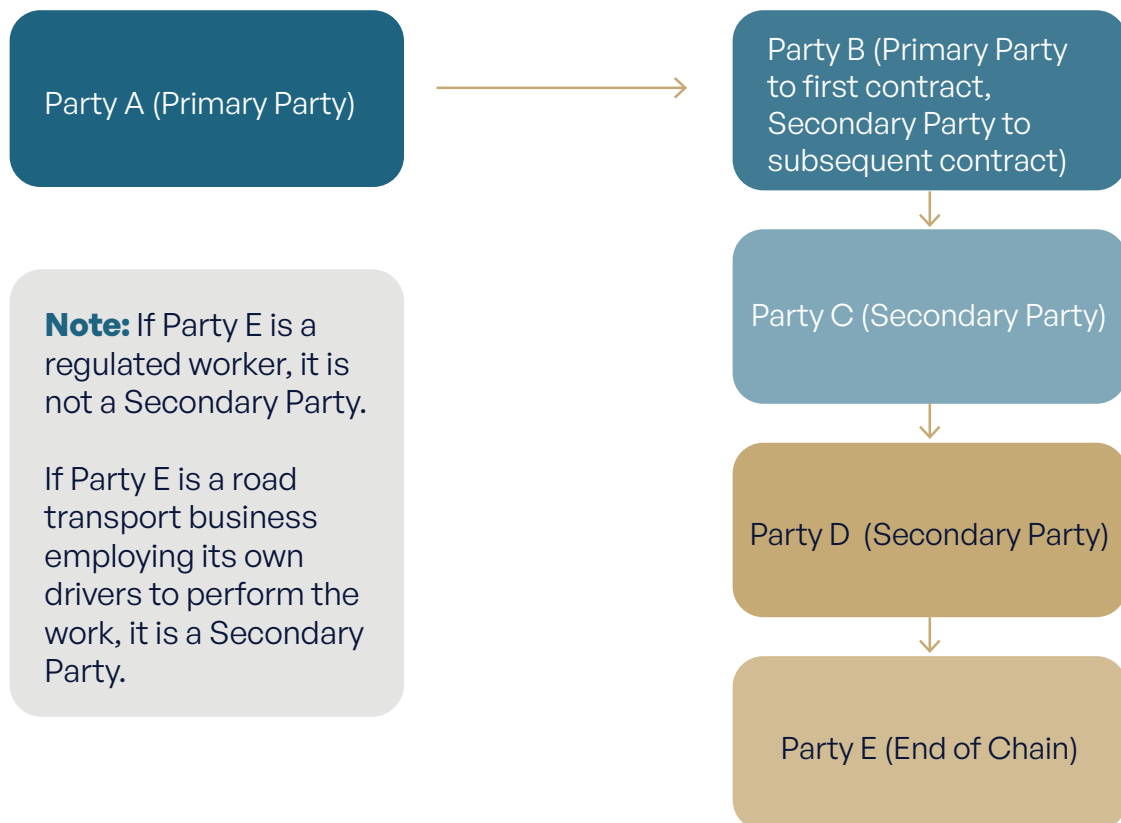 Party A (Primary Party)
Party B (Primary Party
to first contract,
Secondary Party to
subsequent contract)
Note: If Party E is a
regulated worker, it is
not a Secondary Party.
If Party E is a road
transport business
employing its own
drivers to perform the
work, it is a Secondary
Party.
Party C (Secondary Party)
Party D (Secondary Party)
Party E (End of Chain)